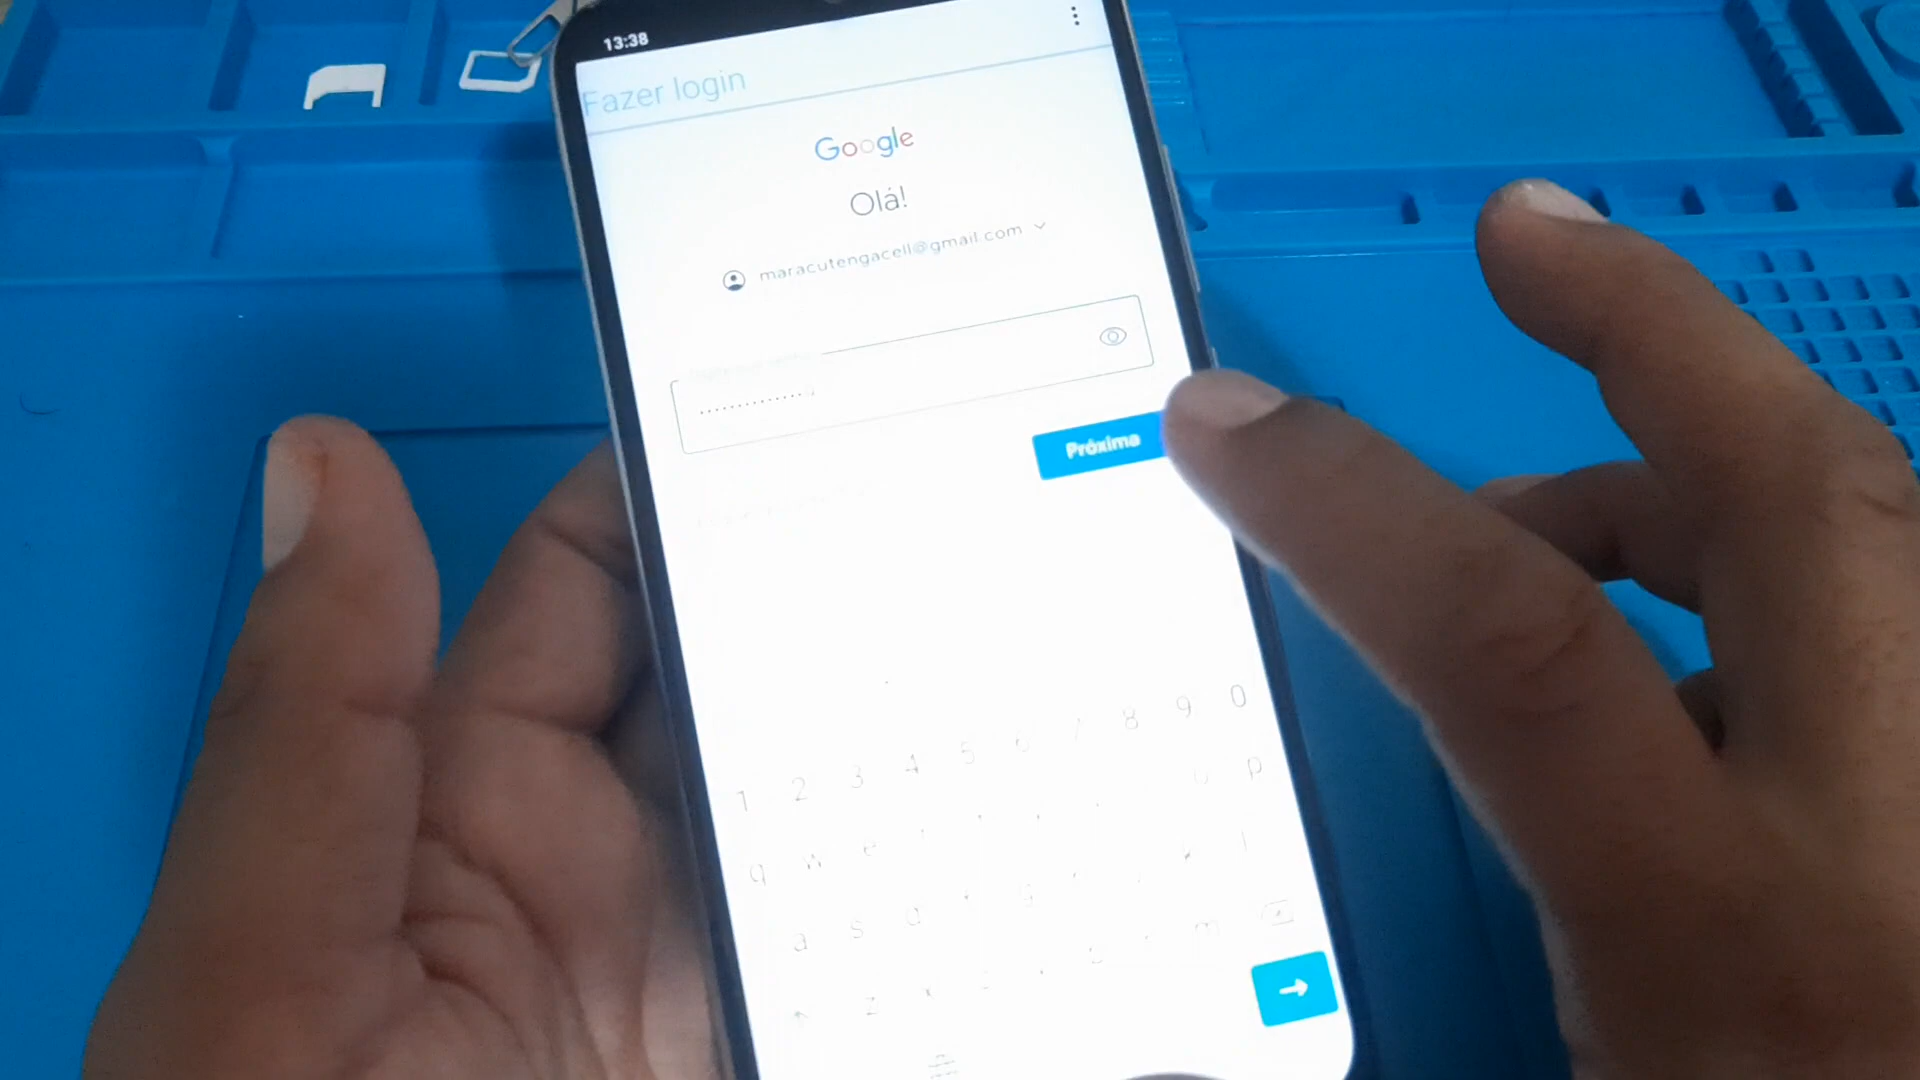 13:38
Fazer login
Google
Olá!
maracutengacell@gmail.com
Próxima
1 2 3 4 5 6 7 8 9 0
q w e p
a s g
z m